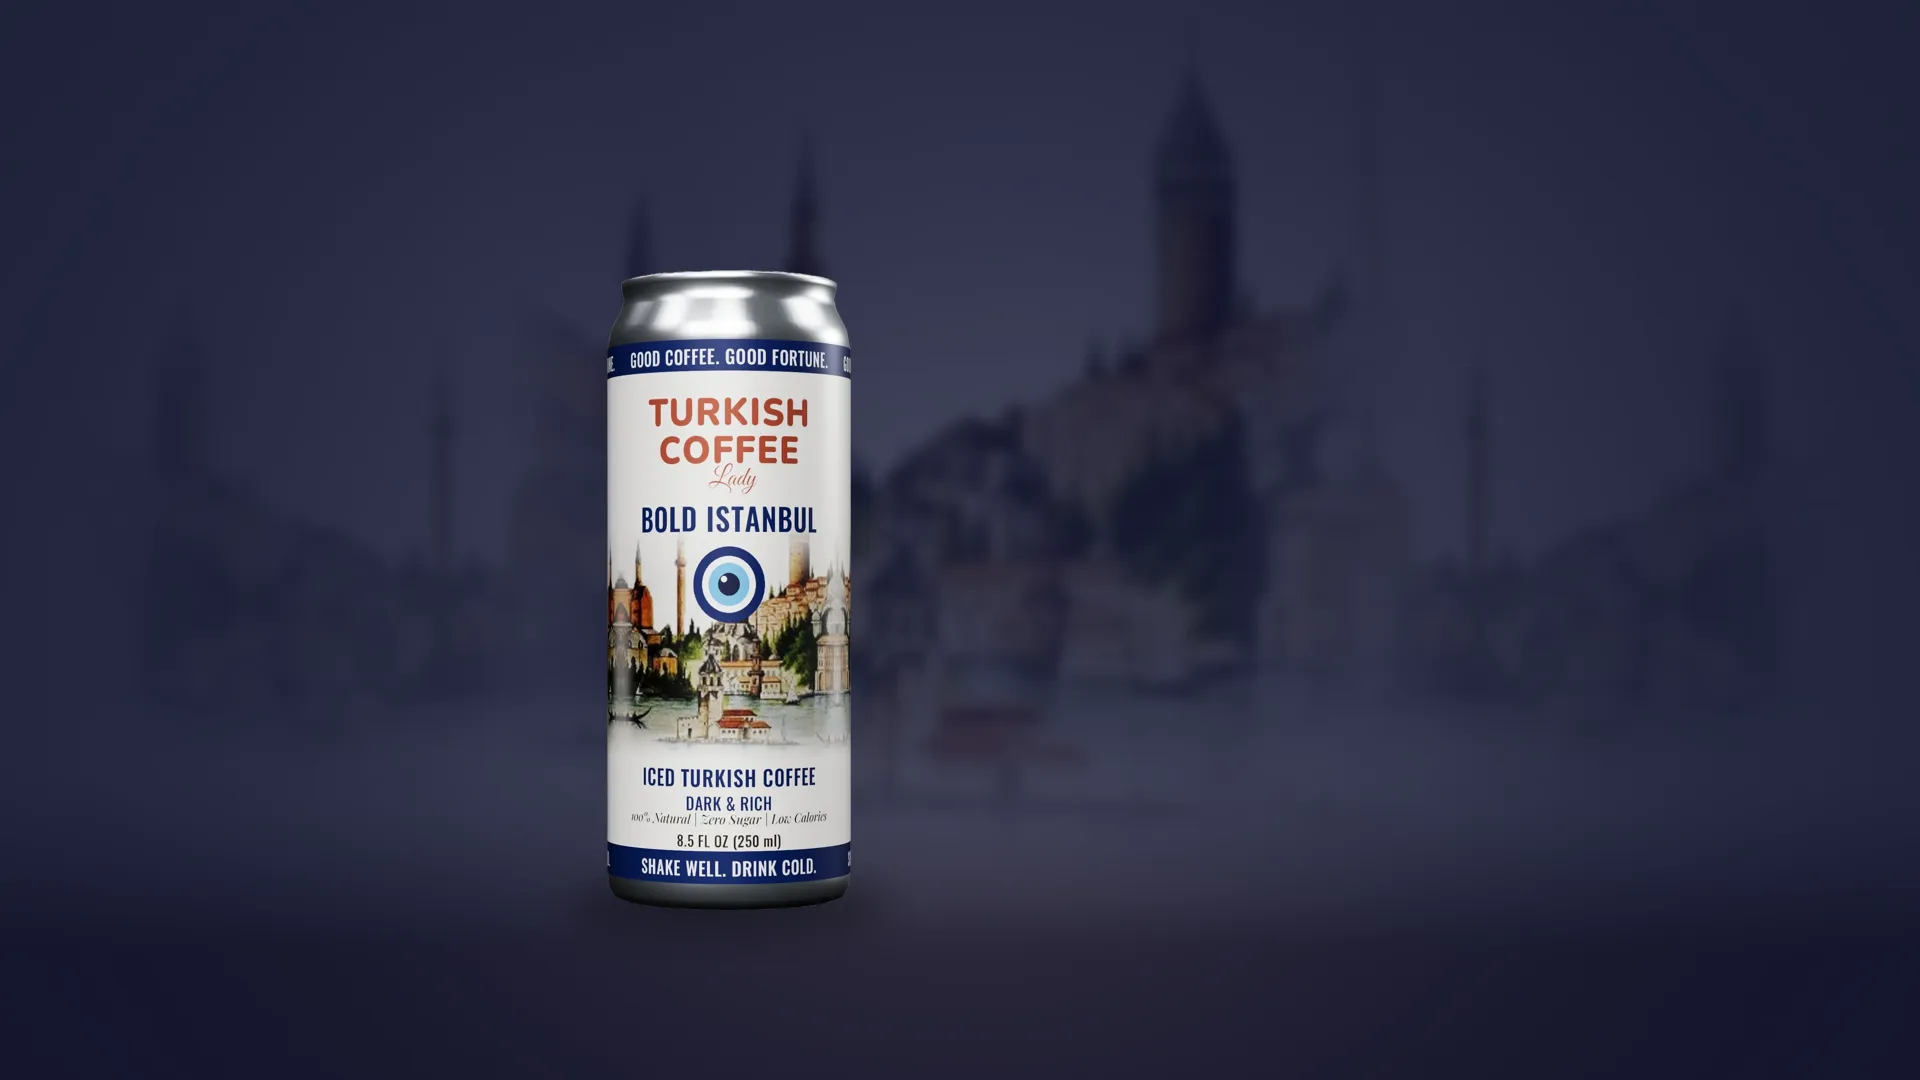 GOOD COFFEE. GOOD FORTUNE.
TURKISH
COFFEE
Lady
BOLD ISTANBUL
ICED TURKISH COFFEE
DARK & RICH
100% Natural | Zero Sugar | Low Calories
8.5 FL OZ (250 ml)
SHAKE WELL. DRINK COLD.